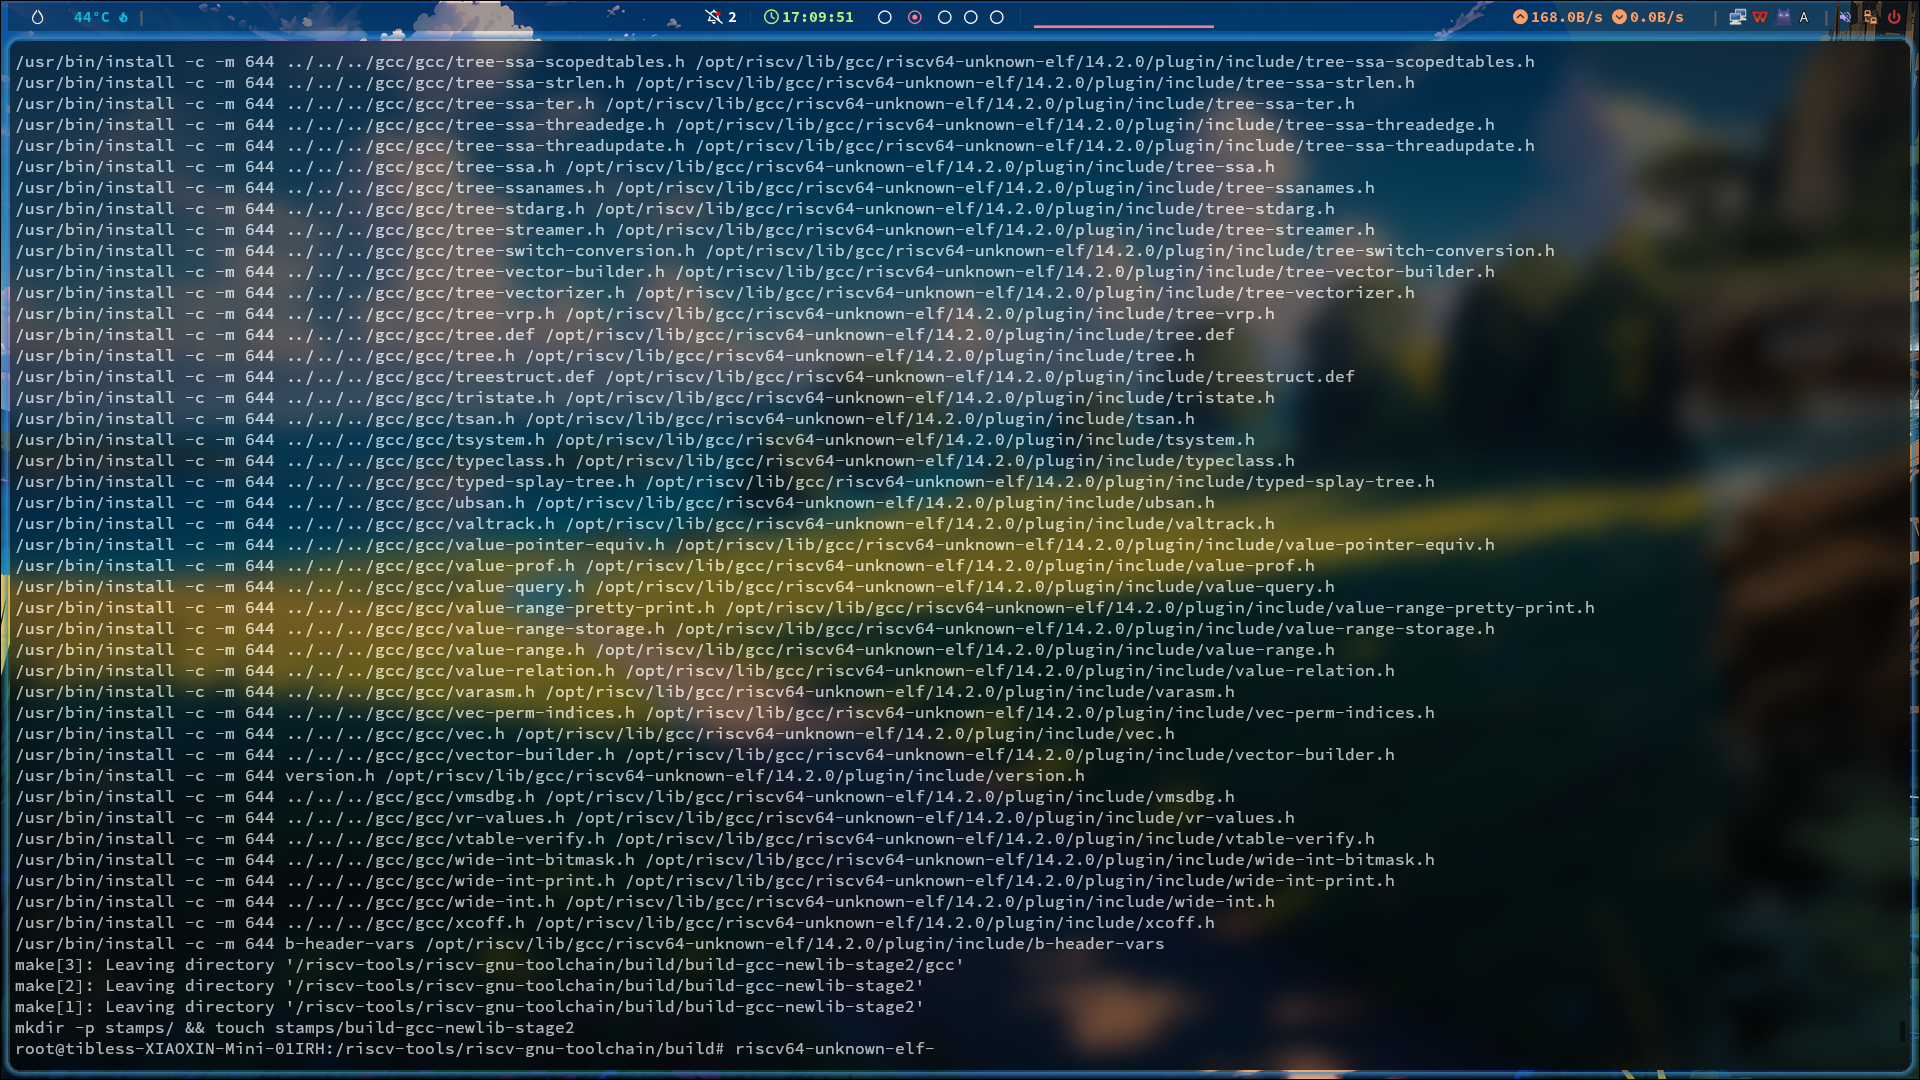 44°C 2 17:09:51 168.0B/s 0.0B/s W A
/usr/bin/install -c -m 644 ../../../gcc/gcc/tree-ssa-scopedtables.h /opt/riscv/lib/gcc/riscv64-unknown-elf/14.2.0/plugin/include/tree-ssa-scopedtables.h
/usr/bin/install -c -m 644 ../../../gcc/gcc/tree-ssa-strlen.h /opt/riscv/lib/gcc/riscv64-unknown-elf/14.2.0/plugin/include/tree-ssa-strlen.h
/usr/bin/install -c -m 644 ../../../gcc/gcc/tree-ssa-ter.h /opt/riscv/lib/gcc/riscv64-unknown-elf/14.2.0/plugin/include/tree-ssa-ter.h
/usr/bin/install -c -m 644 ../../../gcc/gcc/tree-ssa-threadedge.h /opt/riscv/lib/gcc/riscv64-unknown-elf/14.2.0/plugin/include/tree-ssa-threadedge.h
/usr/bin/install -c -m 644 ../../../gcc/gcc/tree-ssa-threadupdate.h /opt/riscv/lib/gcc/riscv64-unknown-elf/14.2.0/plugin/include/tree-ssa-threadupdate.h
/usr/bin/install -c -m 644 ../../../gcc/gcc/tree-ssa.h /opt/riscv/lib/gcc/riscv64-unknown-elf/14.2.0/plugin/include/tree-ssa.h
/usr/bin/install -c -m 644 ../../../gcc/gcc/tree-ssanames.h /opt/riscv/lib/gcc/riscv64-unknown-elf/14.2.0/plugin/include/tree-ssanames.h
/usr/bin/install -c -m 644 ../../../gcc/gcc/tree-stdarg.h /opt/riscv/lib/gcc/riscv64-unknown-elf/14.2.0/plugin/include/tree-stdarg.h
/usr/bin/install -c -m 644 ../../../gcc/gcc/tree-streamer.h /opt/riscv/lib/gcc/riscv64-unknown-elf/14.2.0/plugin/include/tree-streamer.h
/usr/bin/install -c -m 644 ../../../gcc/gcc/tree-switch-conversion.h /opt/riscv/lib/gcc/riscv64-unknown-elf/14.2.0/plugin/include/tree-switch-conversion.h
/usr/bin/install -c -m 644 ../../../gcc/gcc/tree-vector-builder.h /opt/riscv/lib/gcc/riscv64-unknown-elf/14.2.0/plugin/include/tree-vector-builder.h
/usr/bin/install -c -m 644 ../../../gcc/gcc/tree-vectorizer.h /opt/riscv/lib/gcc/riscv64-unknown-elf/14.2.0/plugin/include/tree-vectorizer.h
/usr/bin/install -c -m 644 ../../../gcc/gcc/tree-vrp.h /opt/riscv/lib/gcc/riscv64-unknown-elf/14.2.0/plugin/include/tree-vrp.h
/usr/bin/install -c -m 644 ../../../gcc/gcc/tree.def /opt/riscv/lib/gcc/riscv64-unknown-elf/14.2.0/plugin/include/tree.def
/usr/bin/install -c -m 644 ../../../gcc/gcc/tree.h /opt/riscv/lib/gcc/riscv64-unknown-elf/14.2.0/plugin/include/tree.h
/usr/bin/install -c -m 644 ../../../gcc/gcc/treestruct.def /opt/riscv/lib/gcc/riscv64-unknown-elf/14.2.0/plugin/include/treestruct.def
/usr/bin/install -c -m 644 ../../../gcc/gcc/tristate.h /opt/riscv/lib/gcc/riscv64-unknown-elf/14.2.0/plugin/include/tristate.h
/usr/bin/install -c -m 644 ../../../gcc/gcc/tsan.h /opt/riscv/lib/gcc/riscv64-unknown-elf/14.2.0/plugin/include/tsan.h
/usr/bin/install -c -m 644 ../../../gcc/gcc/tsystem.h /opt/riscv/lib/gcc/riscv64-unknown-elf/14.2.0/plugin/include/tsystem.h
/usr/bin/install -c -m 644 ../../../gcc/gcc/typeclass.h /opt/riscv/lib/gcc/riscv64-unknown-elf/14.2.0/plugin/include/typeclass.h
/usr/bin/install -c -m 644 ../../../gcc/gcc/typed-splay-tree.h /opt/riscv/lib/gcc/riscv64-unknown-elf/14.2.0/plugin/include/typed-splay-tree.h
/usr/bin/install -c -m 644 ../../../gcc/gcc/ubsan.h /opt/riscv/lib/gcc/riscv64-unknown-elf/14.2.0/plugin/include/ubsan.h
/usr/bin/install -c -m 644 ../../../gcc/gcc/valtrack.h /opt/riscv/lib/gcc/riscv64-unknown-elf/14.2.0/plugin/include/valtrack.h
/usr/bin/install -c -m 644 ../../../gcc/gcc/value-pointer-equiv.h /opt/riscv/lib/gcc/riscv64-unknown-elf/14.2.0/plugin/include/value-pointer-equiv.h
/usr/bin/install -c -m 644 ../../../gcc/gcc/value-prof.h /opt/riscv/lib/gcc/riscv64-unknown-elf/14.2.0/plugin/include/value-prof.h
/usr/bin/install -c -m 644 ../../../gcc/gcc/value-query.h /opt/riscv/lib/gcc/riscv64-unknown-elf/14.2.0/plugin/include/value-query.h
/usr/bin/install -c -m 644 ../../../gcc/gcc/value-range-pretty-print.h /opt/riscv/lib/gcc/riscv64-unknown-elf/14.2.0/plugin/include/value-range-pretty-print.h
/usr/bin/install -c -m 644 ../../../gcc/gcc/value-range-storage.h /opt/riscv/lib/gcc/riscv64-unknown-elf/14.2.0/plugin/include/value-range-storage.h
/usr/bin/install -c -m 644 ../../../gcc/gcc/value-range.h /opt/riscv/lib/gcc/riscv64-unknown-elf/14.2.0/plugin/include/value-range.h
/usr/bin/install -c -m 644 ../../../gcc/gcc/value-relation.h /opt/riscv/lib/gcc/riscv64-unknown-elf/14.2.0/plugin/include/value-relation.h
/usr/bin/install -c -m 644 ../../../gcc/gcc/varasm.h /opt/riscv/lib/gcc/riscv64-unknown-elf/14.2.0/plugin/include/varasm.h
/usr/bin/install -c -m 644 ../../../gcc/gcc/vec-perm-indices.h /opt/riscv/lib/gcc/riscv64-unknown-elf/14.2.0/plugin/include/vec-perm-indices.h
/usr/bin/install -c -m 644 ../../../gcc/gcc/vec.h /opt/riscv/lib/gcc/riscv64-unknown-elf/14.2.0/plugin/include/vec.h
/usr/bin/install -c -m 644 ../../../gcc/gcc/vector-builder.h /opt/riscv/lib/gcc/riscv64-unknown-elf/14.2.0/plugin/include/vector-builder.h
/usr/bin/install -c -m 644 version.h /opt/riscv/lib/gcc/riscv64-unknown-elf/14.2.0/plugin/include/version.h
/usr/bin/install -c -m 644 ../../../gcc/gcc/vmsdbg.h /opt/riscv/lib/gcc/riscv64-unknown-elf/14.2.0/plugin/include/vmsdbg.h
/usr/bin/install -c -m 644 ../../../gcc/gcc/vr-values.h /opt/riscv/lib/gcc/riscv64-unknown-elf/14.2.0/plugin/include/vr-values.h
/usr/bin/install -c -m 644 ../../../gcc/gcc/vtable-verify.h /opt/riscv/lib/gcc/riscv64-unknown-elf/14.2.0/plugin/include/vtable-verify.h
/usr/bin/install -c -m 644 ../../../gcc/gcc/wide-int-bitmask.h /opt/riscv/lib/gcc/riscv64-unknown-elf/14.2.0/plugin/include/wide-int-bitmask.h
/usr/bin/install -c -m 644 ../../../gcc/gcc/wide-int-print.h /opt/riscv/lib/gcc/riscv64-unknown-elf/14.2.0/plugin/include/wide-int-print.h
/usr/bin/install -c -m 644 ../../../gcc/gcc/wide-int.h /opt/riscv/lib/gcc/riscv64-unknown-elf/14.2.0/plugin/include/wide-int.h
/usr/bin/install -c -m 644 ../../../gcc/gcc/xcoff.h /opt/riscv/lib/gcc/riscv64-unknown-elf/14.2.0/plugin/include/xcoff.h
/usr/bin/install -c -m 644 b-header-vars /opt/riscv/lib/gcc/riscv64-unknown-elf/14.2.0/plugin/include/b-header-vars
make[3]: Leaving directory '/riscv-tools/riscv-gnu-toolchain/build/build-gcc-newlib-stage2/gcc'
make[2]: Leaving directory '/riscv-tools/riscv-gnu-toolchain/build/build-gcc-newlib-stage2'
make[1]: Leaving directory '/riscv-tools/riscv-gnu-toolchain/build/build-gcc-newlib-stage2'
mkdir -p stamps/ && touch stamps/build-gcc-newlib-stage2
root@tibless-XIAOXIN-Mini-01IRH:/riscv-tools/riscv-gnu-toolchain/build# riscv64-unknown-elf-